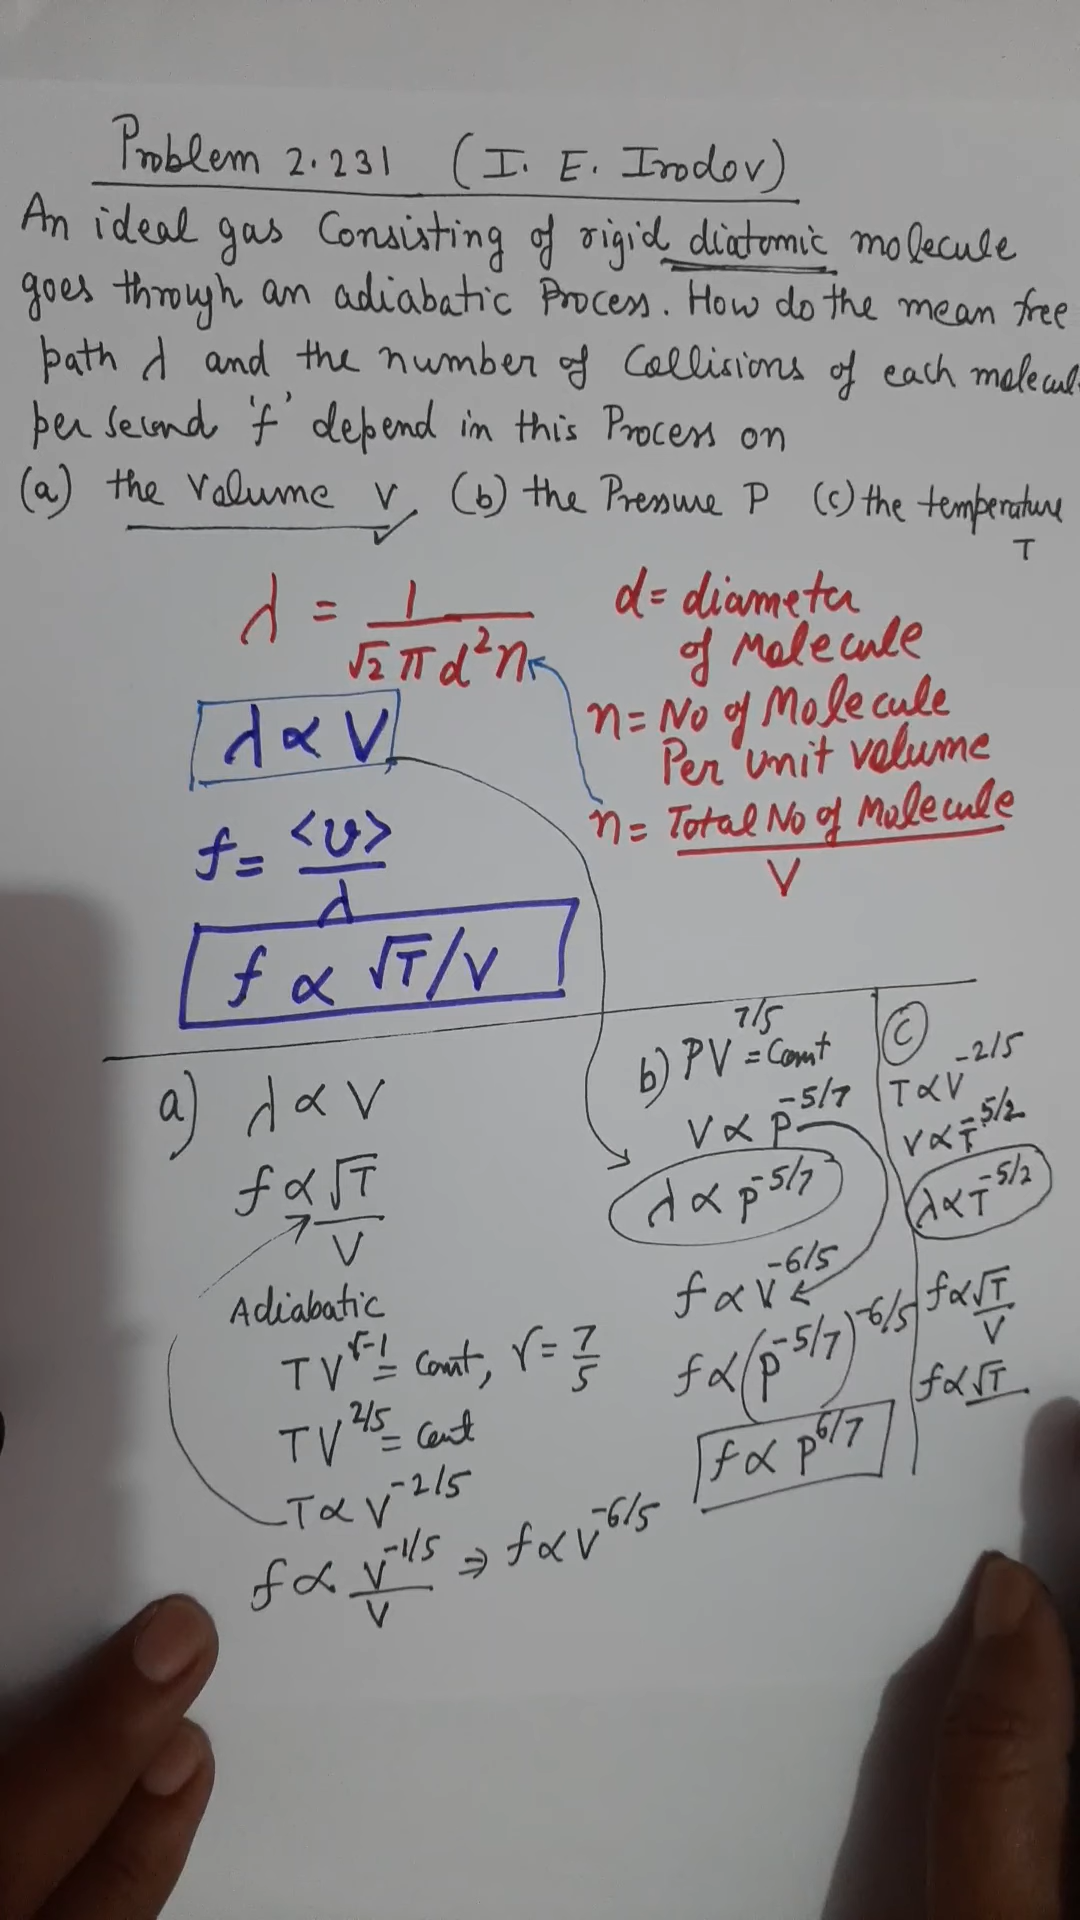 Problem 2.231 (I. E. Irodov)
An ideal gas Consisting of rigid diatomic molecule
goes through an adiabatic Process. How do the mean free
path λ and the number of Collisions of each molecul
per second 'f' depend in this Process on
(a) the Volume V, (b) the Pressure P (c) the temperature
T
λ = 1/√2 π d²n
d = diameter
of Molecule
n = No of Molecule
Per unit volume
n = Total No of Molecule / V
λ ∝ V
f = <v>/λ
f ∝ √T/V
a) λ ∝ V
f ∝ √T/V
Adiabatic
TV^γ-1 = Const, γ = 7/5
TV^2/5 = Const
T ∝ V^-2/5
f ∝ V^-1/5/V ⇒ f ∝ V^-6/5
b) PV^7/5 = Const
V ∝ P^-5/7
λ ∝ P^-5/7
f ∝ V^-6/5
f ∝ (P^-5/7)^-6/5
f ∝ P^6/7
(C)
T ∝ V^-2/5
V ∝ T^-5/2
λ ∝ T^-5/2
f ∝ √T/V
f ∝ √T